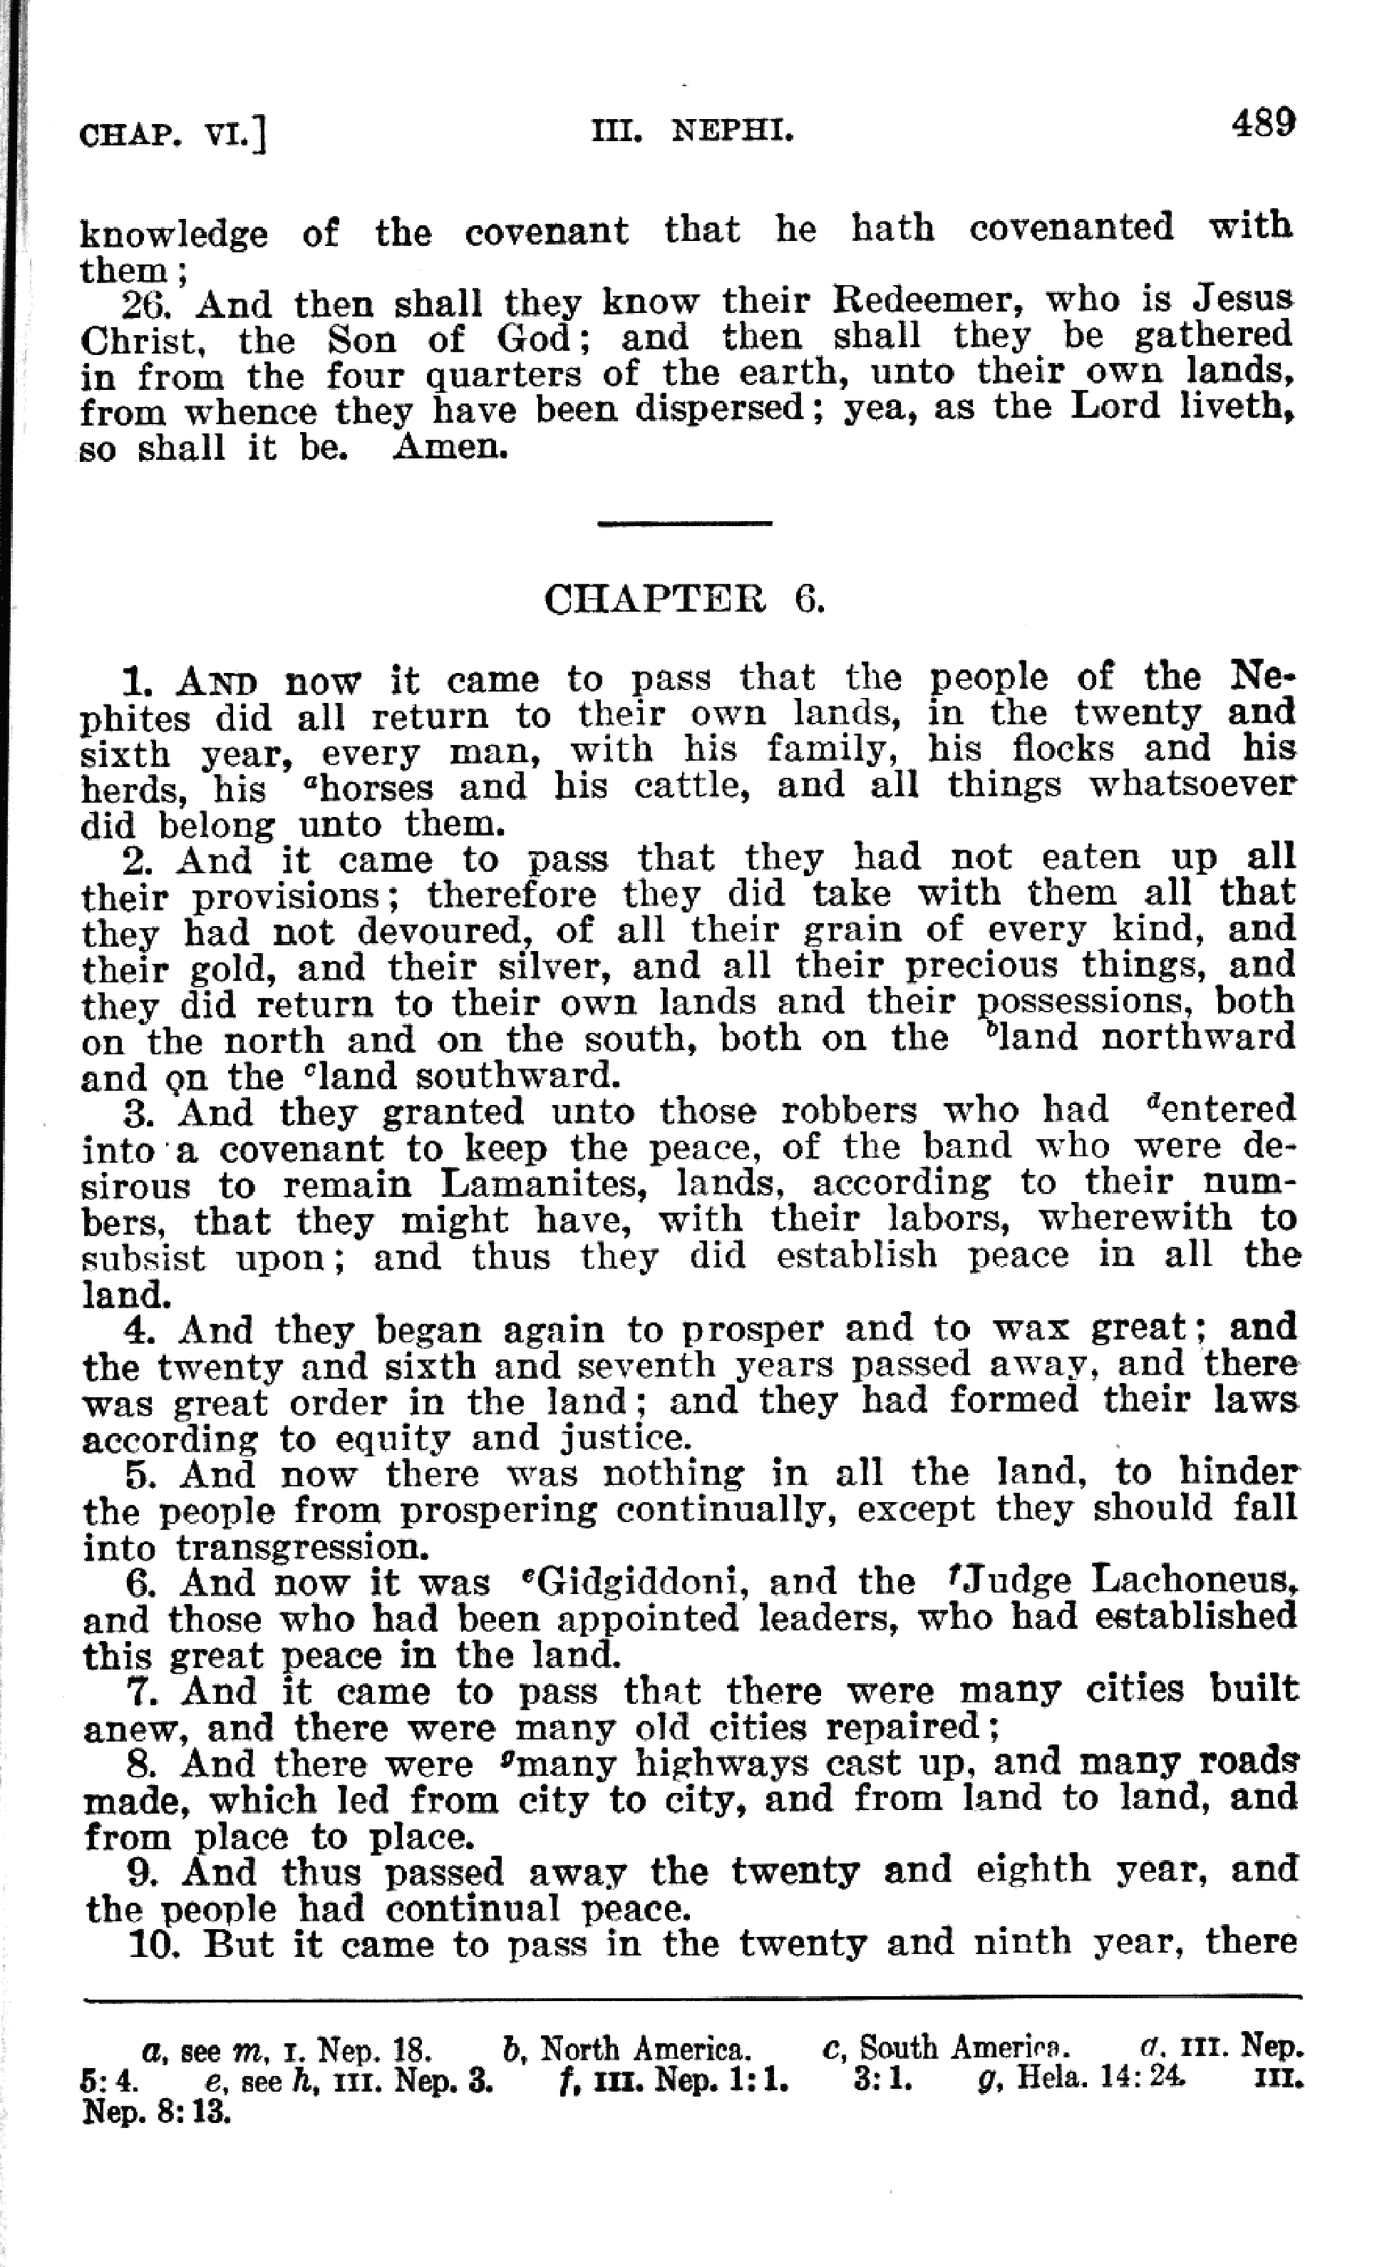 CHAP. VI.] III. NEPHI. 489
knowledge of the covenant that he hath covenanted with
them;
26. And then shall they know their Redeemer, who is Jesus
Christ, the Son of God; and then shall they be gathered
in from the four quarters of the earth, unto their own lands,
from whence they have been dispersed; yea, as the Lord liveth,
so shall it be. Amen.
CHAPTER 6.
1. AND now it came to pass that the people of the Ne-
phites did all return to their own lands, in the twenty and
sixth year, every man, with his family, his flocks and his
herds, his ᵃhorses and his cattle, and all things whatsoever
did belong unto them.
2. And it came to pass that they had not eaten up all
their provisions; therefore they did take with them all that
they had not devoured, of all their grain of every kind, and
their gold, and their silver, and all their precious things, and
they did return to their own lands and their possessions, both
on the north and on the south, both on the ᵇland northward
and on the ᶜland southward.
3. And they granted unto those robbers who had ᵈentered
into a covenant to keep the peace, of the band who were de-
sirous to remain Lamanites, lands, according to their num-
bers, that they might have, with their labors, wherewith to
subsist upon; and thus they did establish peace in all the
land.
4. And they began again to prosper and to wax great; and
the twenty and sixth and seventh years passed away, and there
was great order in the land; and they had formed their laws
according to equity and justice.
5. And now there was nothing in all the land, to hinder
the people from prospering continually, except they should fall
into transgression.
6. And now it was ᵉGidgiddoni, and the ᶠJudge Lachoneus,
and those who had been appointed leaders, who had established
this great peace in the land.
7. And it came to pass that there were many cities built
anew, and there were many old cities repaired;
8. And there were ᵍmany highways cast up, and many roads
made, which led from city to city, and from land to land, and
from place to place.
9. And thus passed away the twenty and eighth year, and
the people had continual peace.
10. But it came to pass in the twenty and ninth year, there
a, see m, I. Nep. 18. b, North America. c, South America. d, III. Nep.
5: 4. e, see h, III. Nep. 3. f, III. Nep. 1: 1. 3: 1. g, Hela. 14: 24. III.
Nep. 8: 13.